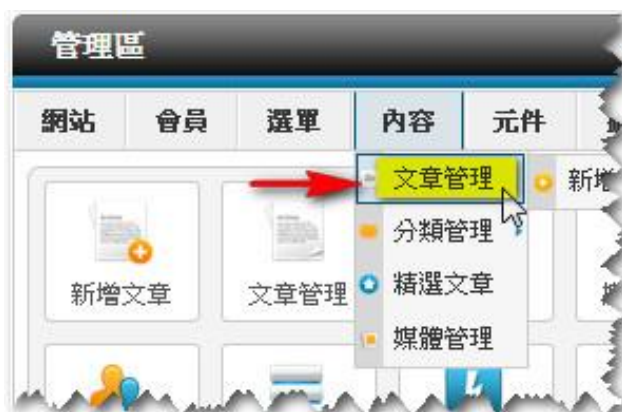 管理區
網站 會員 選單 內容 元件
文章管理 新增
分類管理
精選文章
媒體管理
新增文章 文章管理